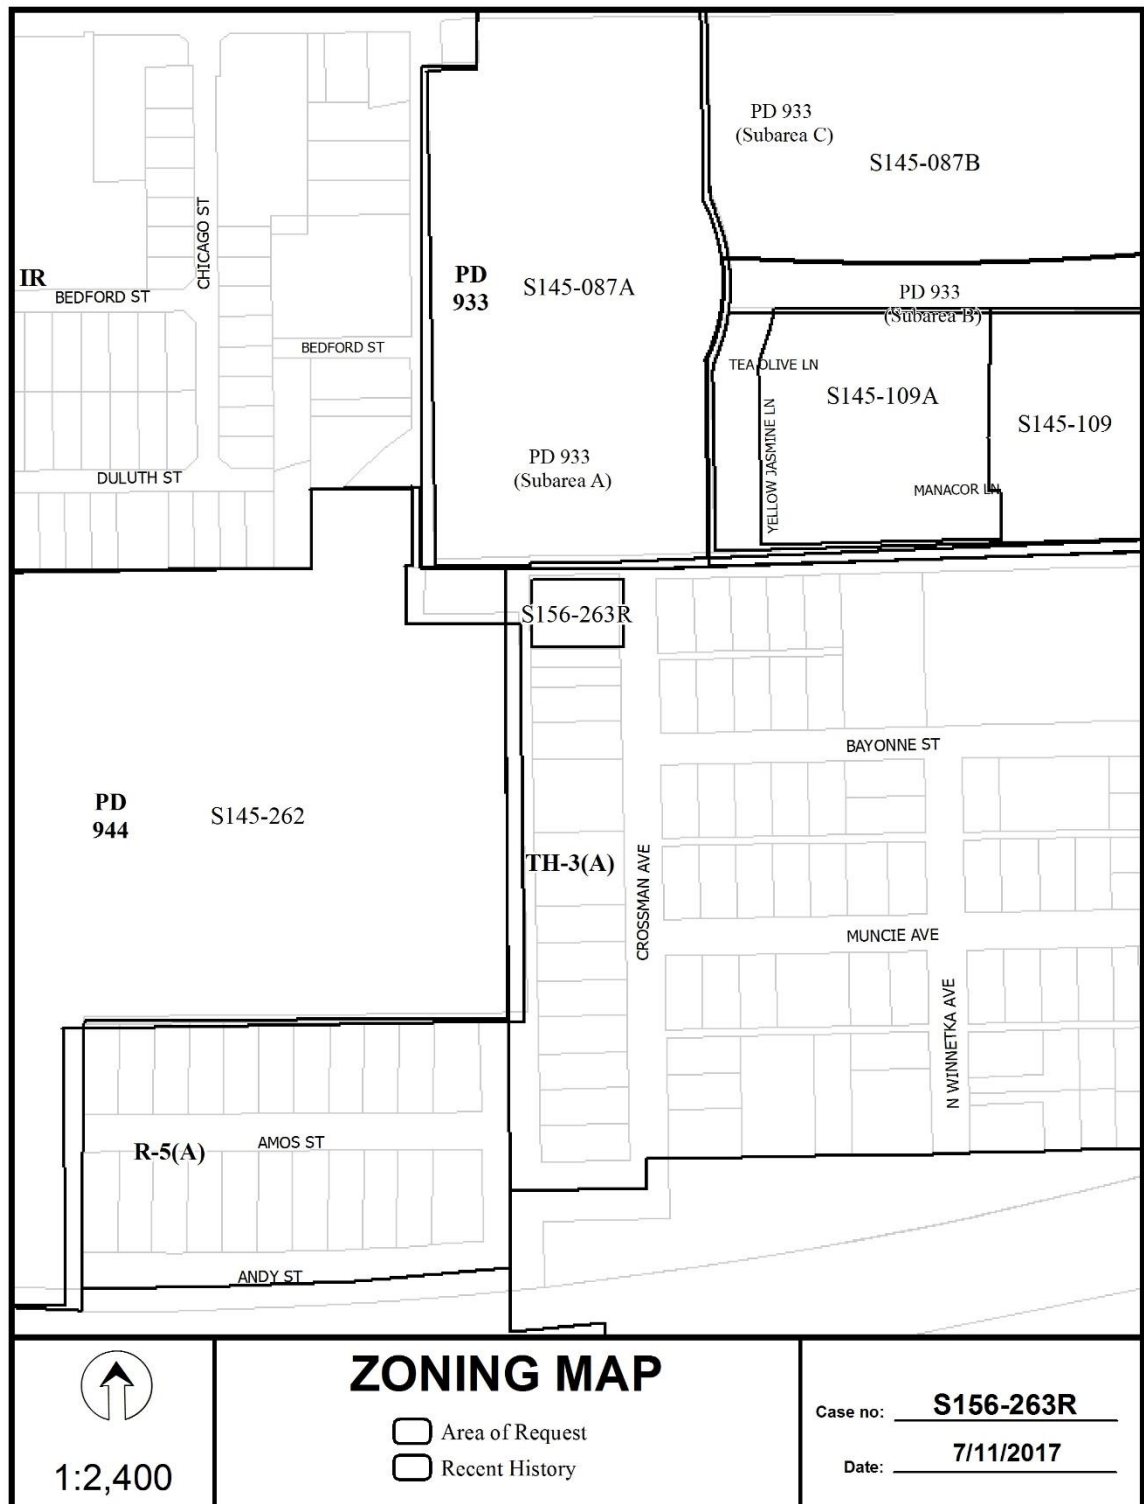 PD 933
(Subarea C)
S145-087B
CHICAGO ST
IR
BEDFORD ST
PD
933
S145-087A
PD 933
(Subarea B)
BEDFORD ST
TEA OLIVE LN
S145-109A
YELLOW JASMINE LN
S145-109
PD 933
(Subarea A)
DULUTH ST
MANACOR LN
S156-263R
BAYONNE ST
PD
944
S145-262
TH-3(A)
CROSSMAN AVE
MUNCIE AVE
N WINNETKA AVE
R-5(A)
AMOS ST
ANDY ST
1:2,400
ZONING MAP
Area of Request
Recent History
Case no: S156-263R
Date: 7/11/2017